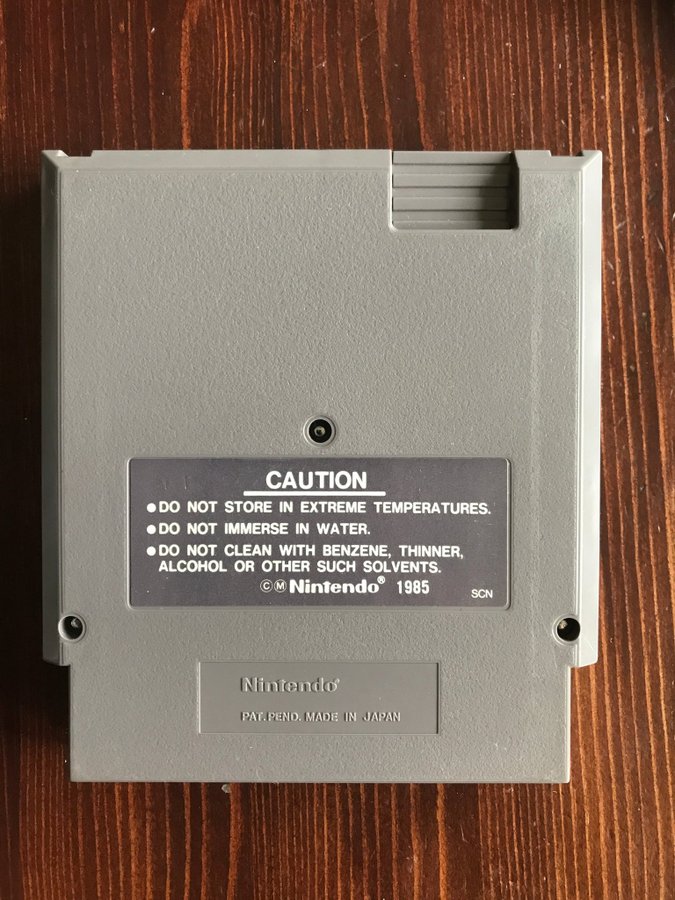 CAUTION
●DO NOT STORE IN EXTREME TEMPERATURES.
●DO NOT IMMERSE IN WATER.
●DO NOT CLEAN WITH BENZENE, THINNER,
ALCOHOL OR OTHER SUCH SOLVENTS.
©Ⓜ Nintendo® 1985 SCN
Nintendo®
PAT. PEND. MADE IN JAPAN